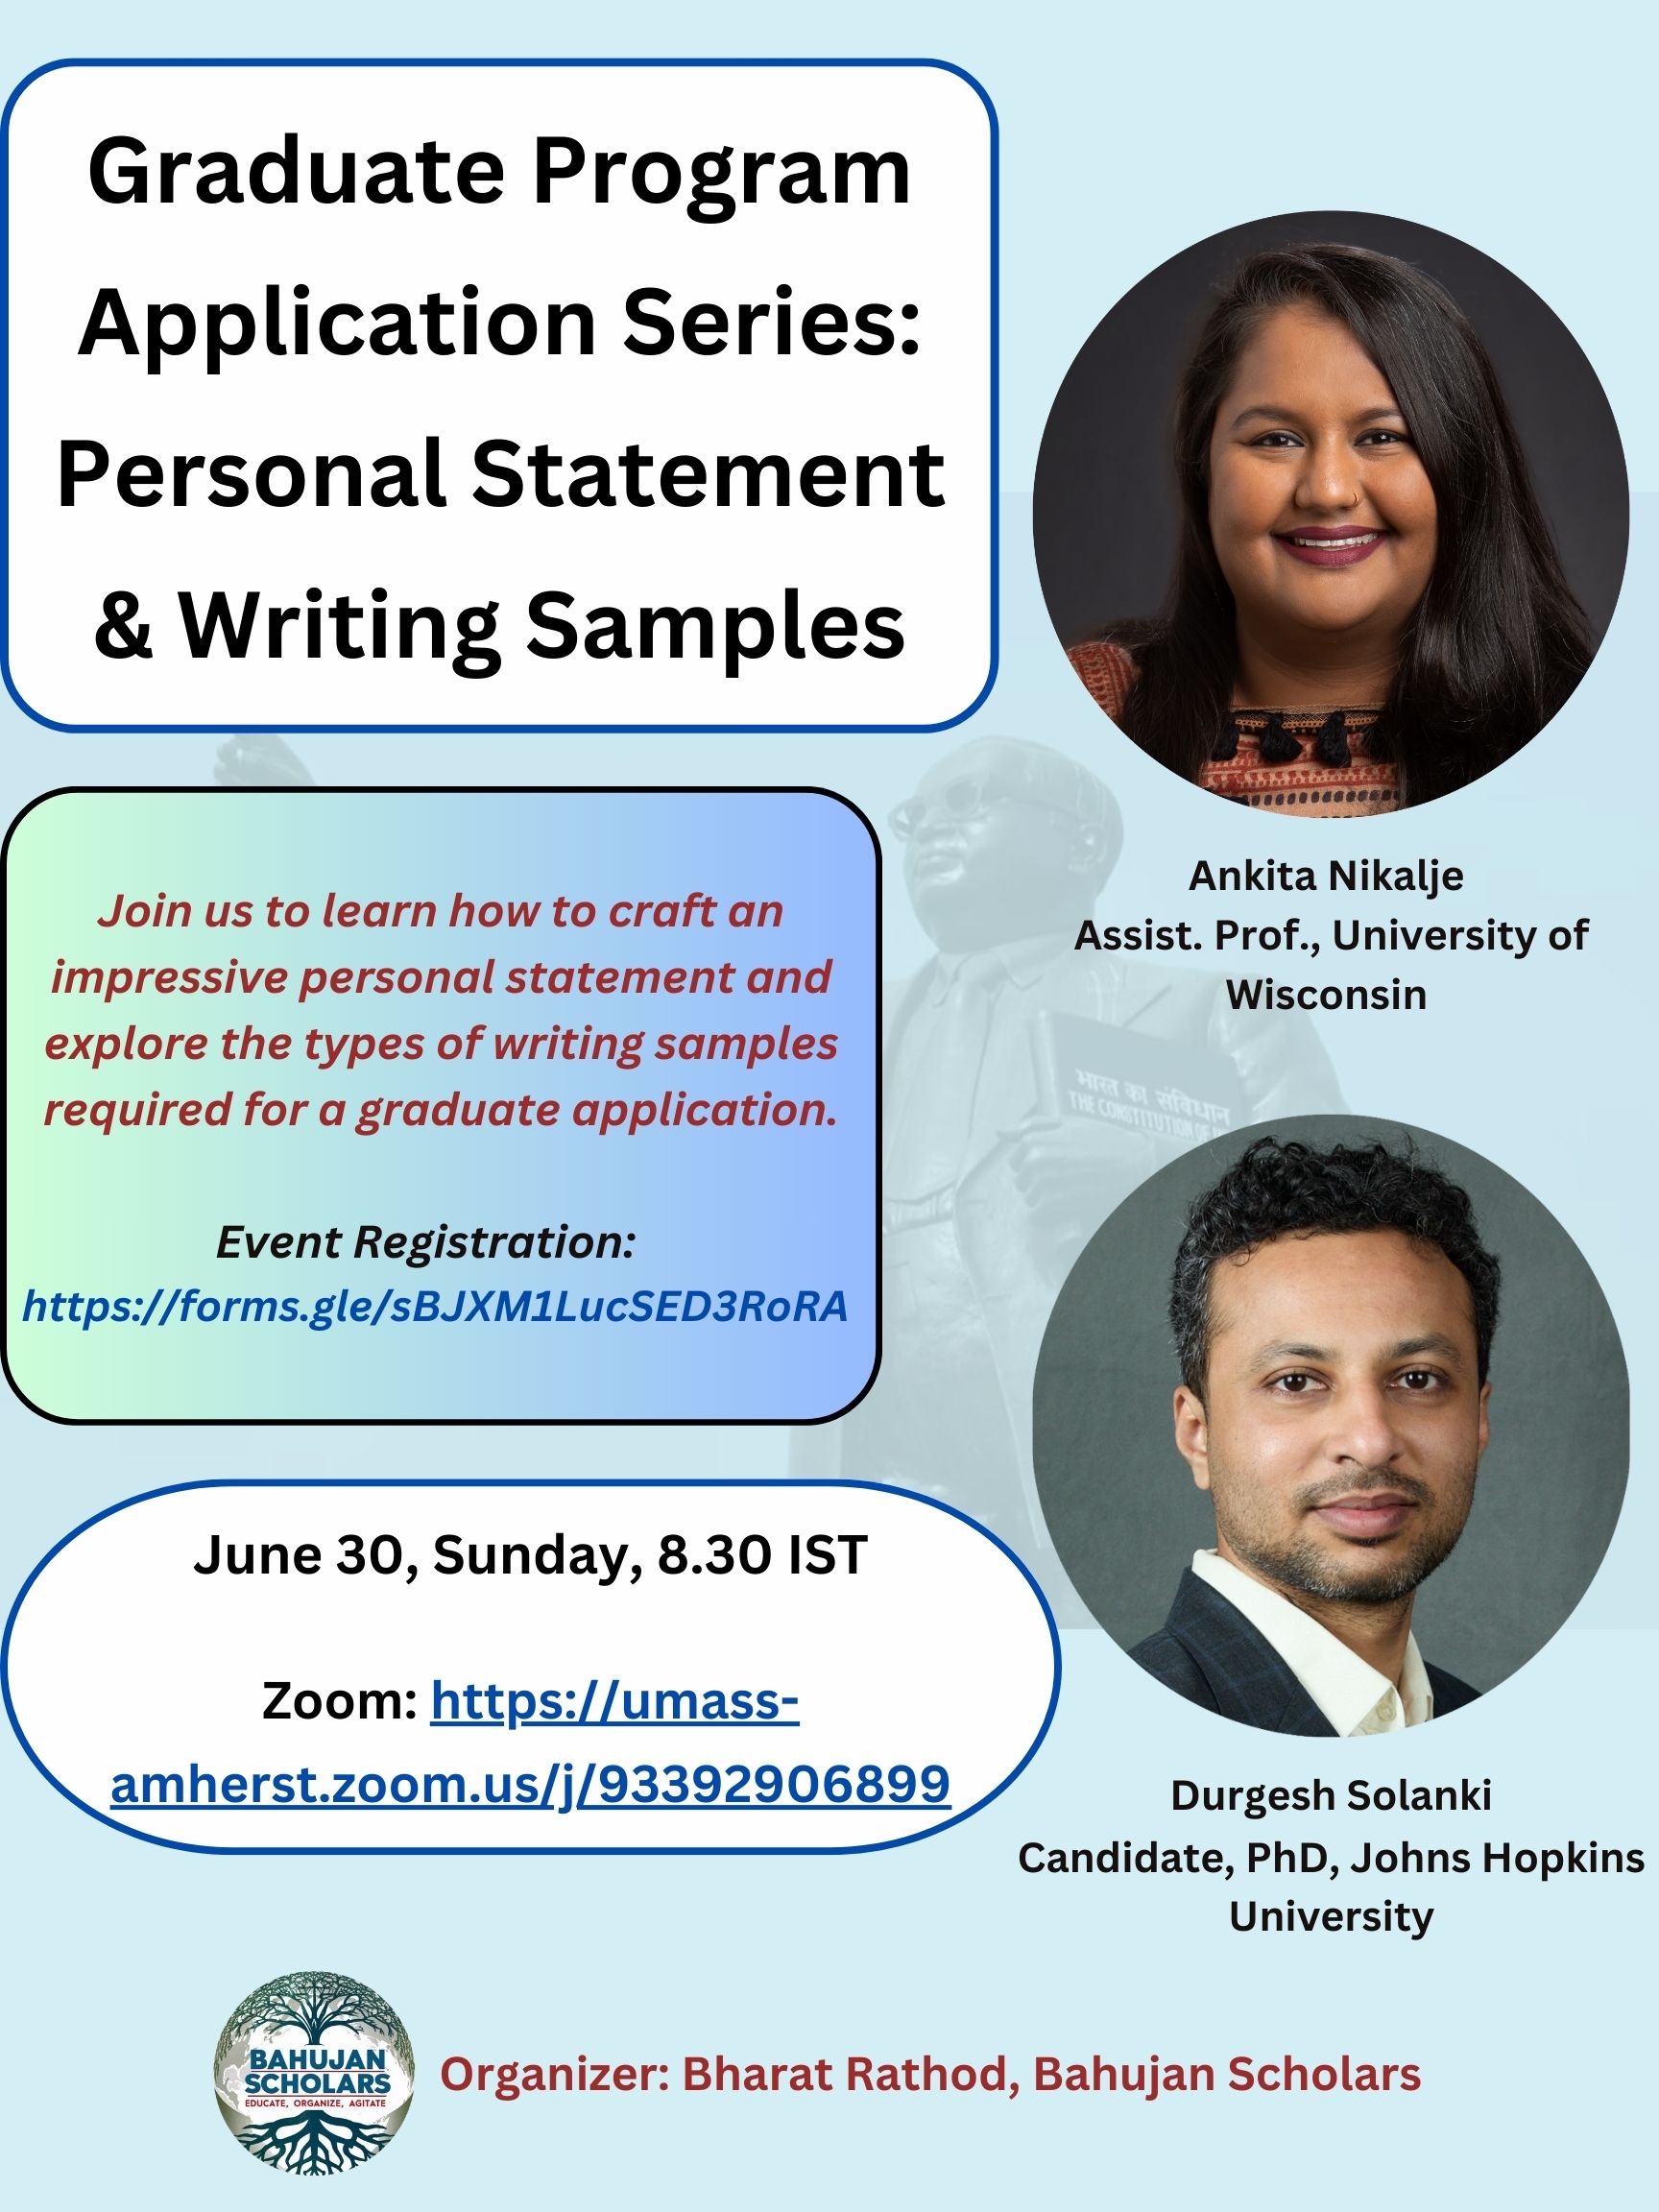 Graduate Program
Application Series:
Personal Statement
& Writing Samples
Ankita Nikalje
Assist. Prof., University of
Wisconsin
Join us to learn how to craft an
impressive personal statement and
explore the types of writing samples
required for a graduate application.
Event Registration:
https://forms.gle/sBJXM1LucSED3RoRA
भारत का संविधान
THE CONSTITUTION OF
June 30, Sunday, 8.30 IST
Zoom: https://umass-
amherst.zoom.us/j/93392906899
Durgesh Solanki
Candidate, PhD, Johns Hopkins
University
BAHUJAN
SCHOLARS
EDUCATE, ORGANIZE, AGITATE
Organizer: Bharat Rathod, Bahujan Scholars